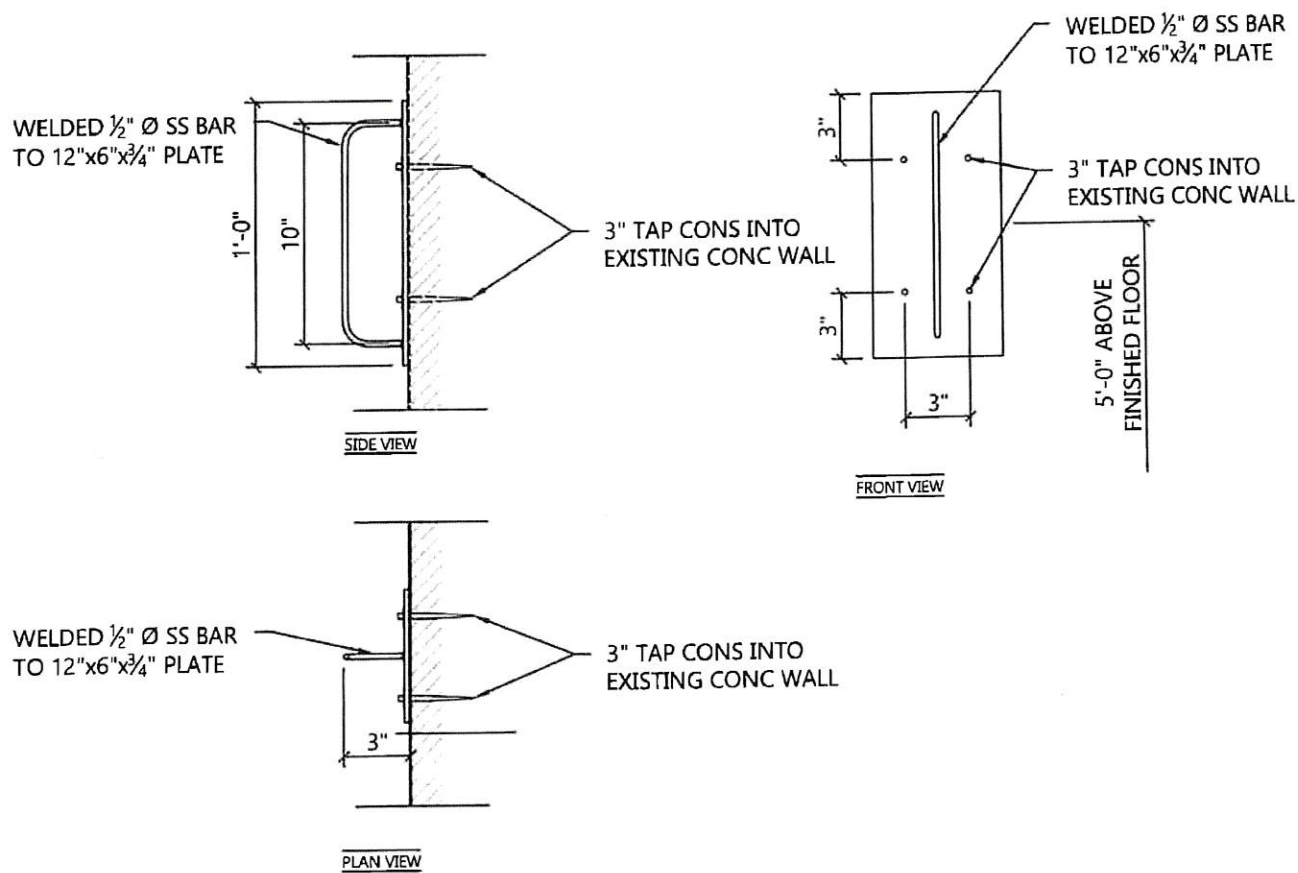 WELDED ½" Ø SS BAR
TO 12"x6"x¾" PLATE
1'-0"
10"
3" TAP CONS INTO
EXISTING CONC WALL
SIDE VIEW
WELDED ½" Ø SS BAR
TO 12"x6"x¾" PLATE
3"
3" TAP CONS INTO
EXISTING CONC WALL
3"
3"
5'-0" ABOVE
FINISHED FLOOR
FRONT VIEW
WELDED ½" Ø SS BAR
TO 12"x6"x¾" PLATE
3" TAP CONS INTO
EXISTING CONC WALL
3"
PLAN VIEW